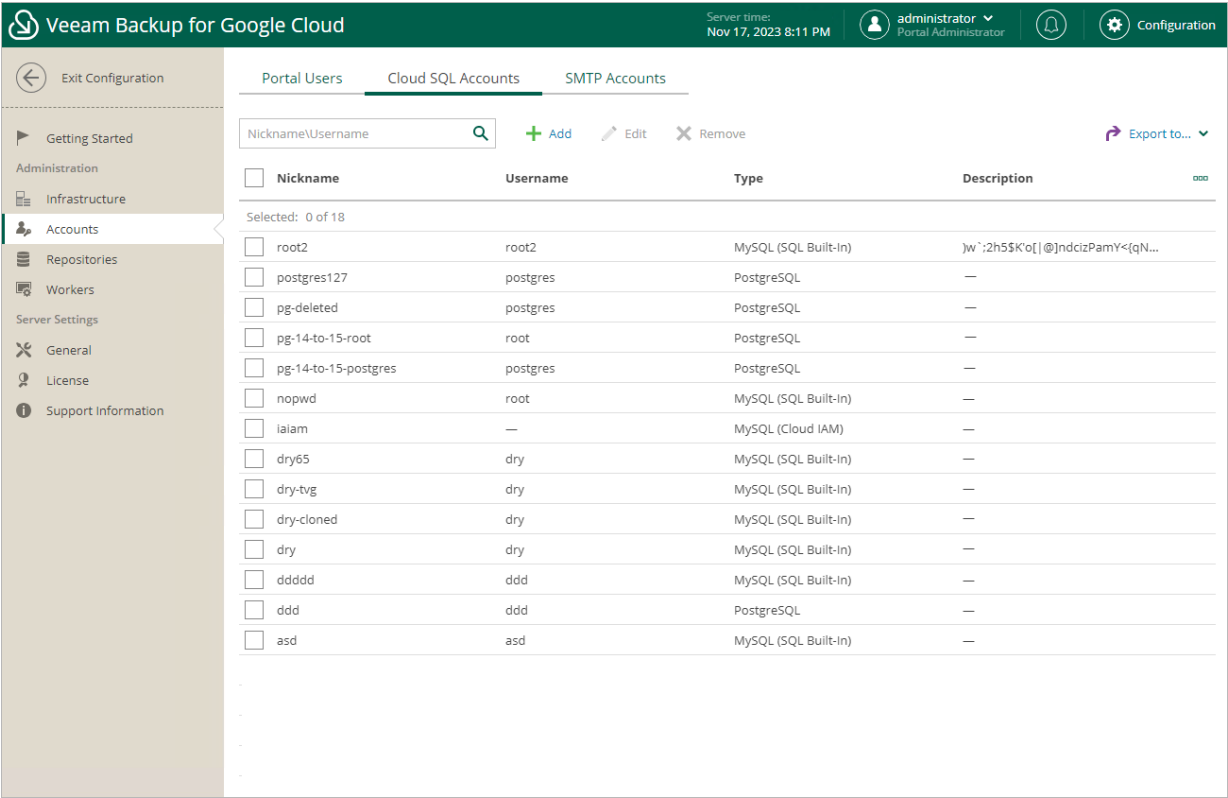 Veeam Backup for Google Cloud
Server time:
Nov 17, 2023 8:11 PM
administrator
Portal Administrator
Configuration
Exit Configuration
Getting Started
Administration
Infrastructure
Accounts
Repositories
Workers
Server Settings
General
License
Support Information
Portal Users Cloud SQL Accounts SMTP Accounts
Nickname\Username Add Edit Remove Export to...
Nickname Username Type Description
Selected: 0 of 18
root2 root2 MySQL (SQL Built-In) )w`;2h5$K'o[|@]ndcizPamY<{qN...
postgres127 postgres PostgreSQL —
pg-deleted postgres PostgreSQL —
pg-14-to-15-root root PostgreSQL —
pg-14-to-15-postgres postgres PostgreSQL —
nopwd root MySQL (SQL Built-In) —
iaiam — MySQL (Cloud IAM) —
dry65 dry MySQL (SQL Built-In) —
dry-tvg dry MySQL (SQL Built-In) —
dry-cloned dry MySQL (SQL Built-In) —
dry dry MySQL (SQL Built-In) —
ddddd ddd MySQL (SQL Built-In) —
ddd ddd PostgreSQL —
asd asd MySQL (SQL Built-In) —